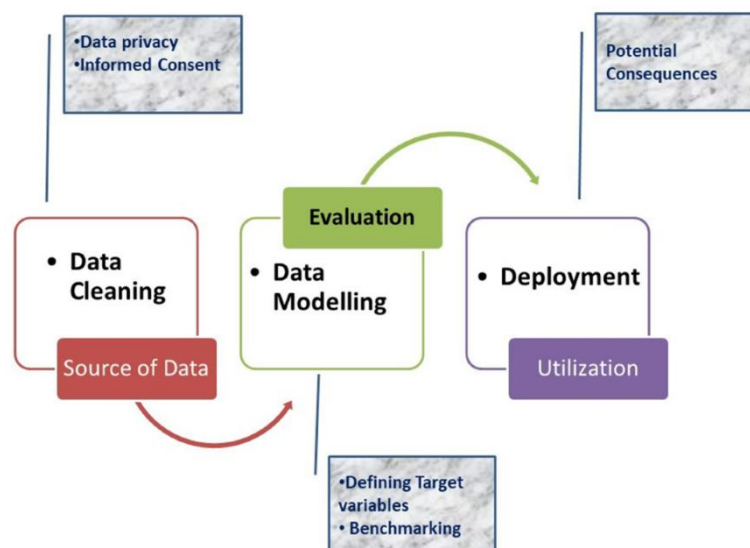 •Data privacy
•Informed Consent
Potential
Consequences
Evaluation
• Data
Cleaning
• Data
Modelling
• Deployment
Source of Data
Utilization
•Defining Target
variables
• Benchmarking